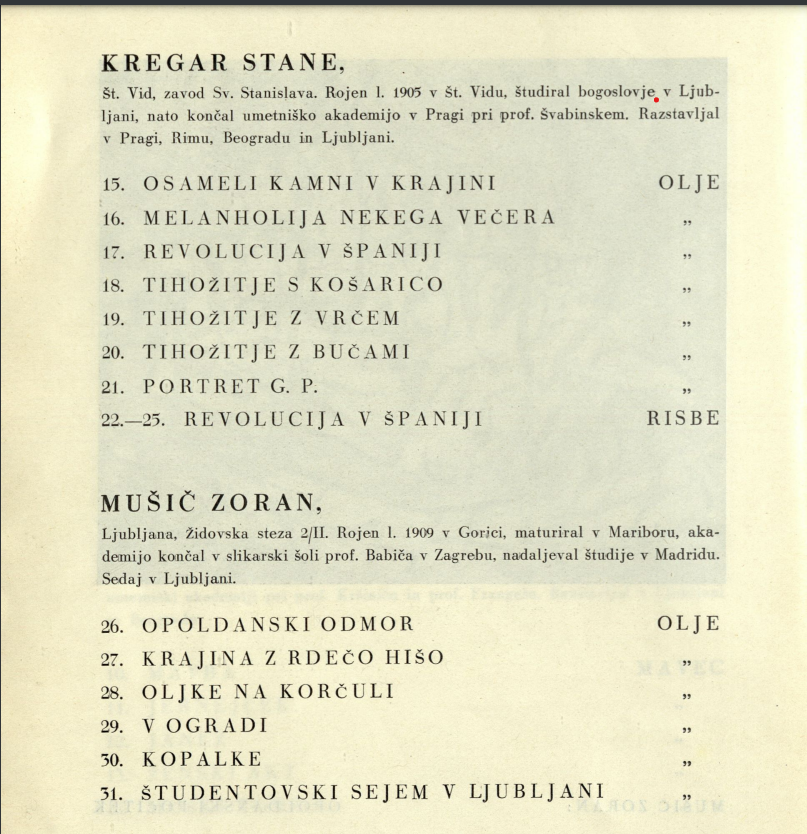 KREGAR STANE,
Št. Vid, zavod Sv. Stanislava. Rojen l. 1905 v Št. Vidu, študiral bogoslovje v Ljub-
ljani, nato končal umetniško akademijo v Pragi pri prof. Švabinskem. Razstavljal
v Pragi, Rimu, Beogradu in Ljubljani.
15. OSAMELI KAMNI V KRAJINI OLJE
16. MELANHOLIJA NEKEGA VEČERA „
17. REVOLUCIJA V ŠPANIJI „
18. TIHOŽITJE S KOŠARICO „
19. TIHOŽITJE Z VRČEM „
20. TIHOŽITJE Z BUČAMI „
21. PORTRET G. P. „
22.—25. REVOLUCIJA V ŠPANIJI RISBE
MUŠIČ ZORAN,
Ljubljana, Židovska steza 2/II. Rojen l. 1909 v Gorici, maturiral v Mariboru, aka-
demijo končal v slikarski šoli prof. Babiča v Zagrebu, nadaljeval študije v Madridu.
Sedaj v Ljubljani.
26. OPOLDANSKI ODMOR OLJE
27. KRAJINA Z RDEČO HIŠO „
28. OLJKE NA KORČULI „
29. V OGRADI „
30. KOPALKE „
31. ŠTUDENTOVSKI SEJEM V LJUBLJANI „